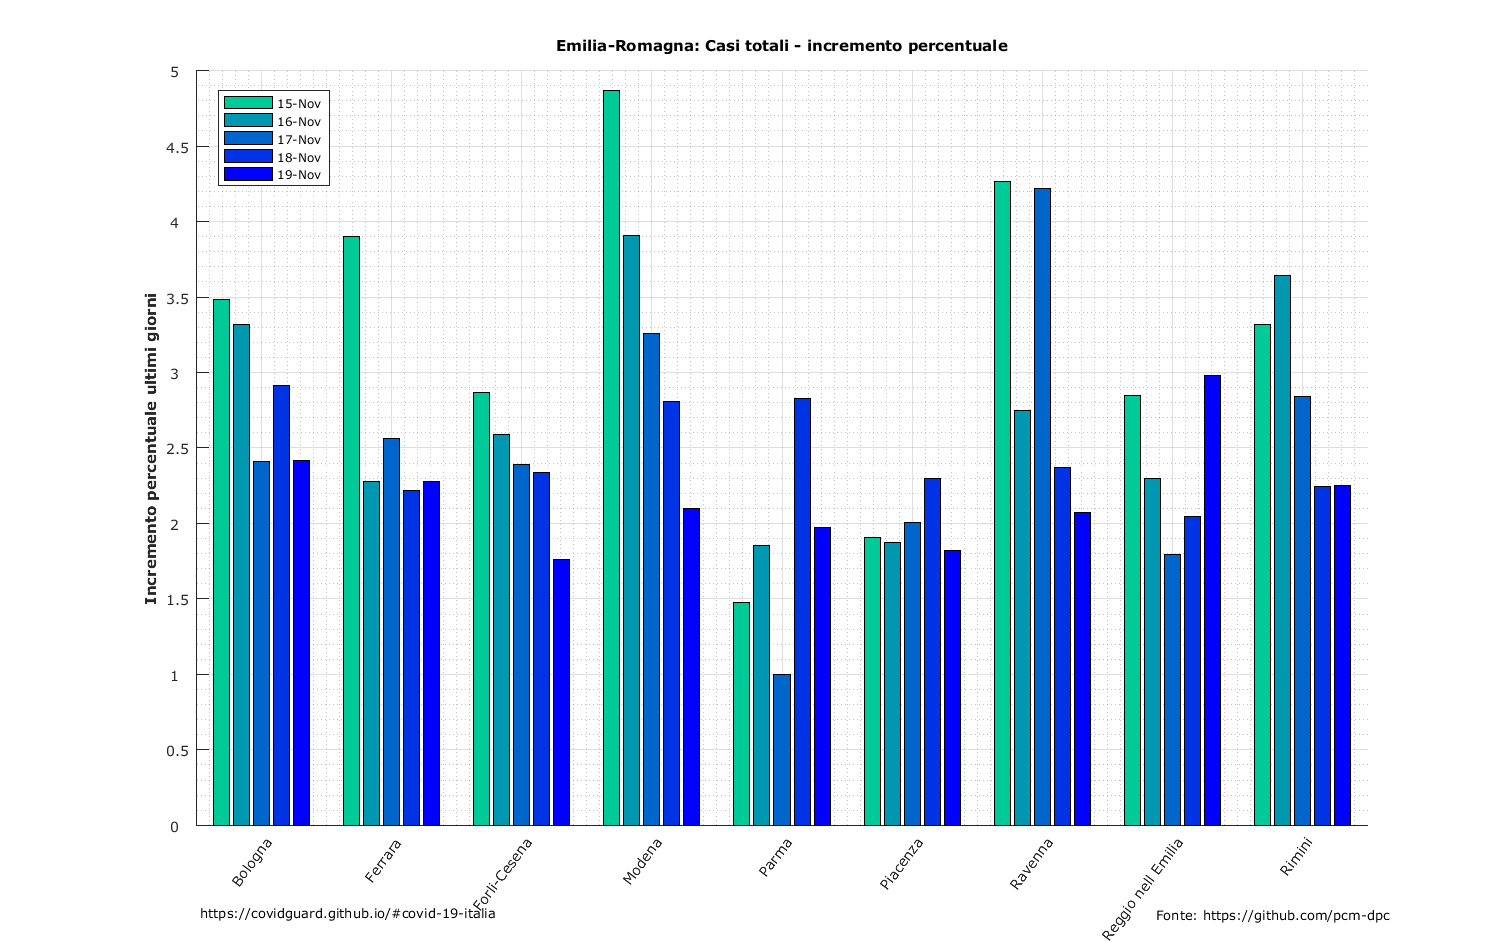 Emilia-Romagna: Casi totali - incremento percentuale
5
4.5
4
3.5
3
2.5
2
1.5
1
0.5
0
Incremento percentuale ultimi giorni
15-Nov
16-Nov
17-Nov
18-Nov
19-Nov
Bologna
Ferrara
Forlì-Cesena
Modena
Parma
Piacenza
Ravenna
Reggio nell Emilia
Rimini
https://covidguard.github.io/#covid-19-italia
Fonte: https://github.com/pcm-dpc